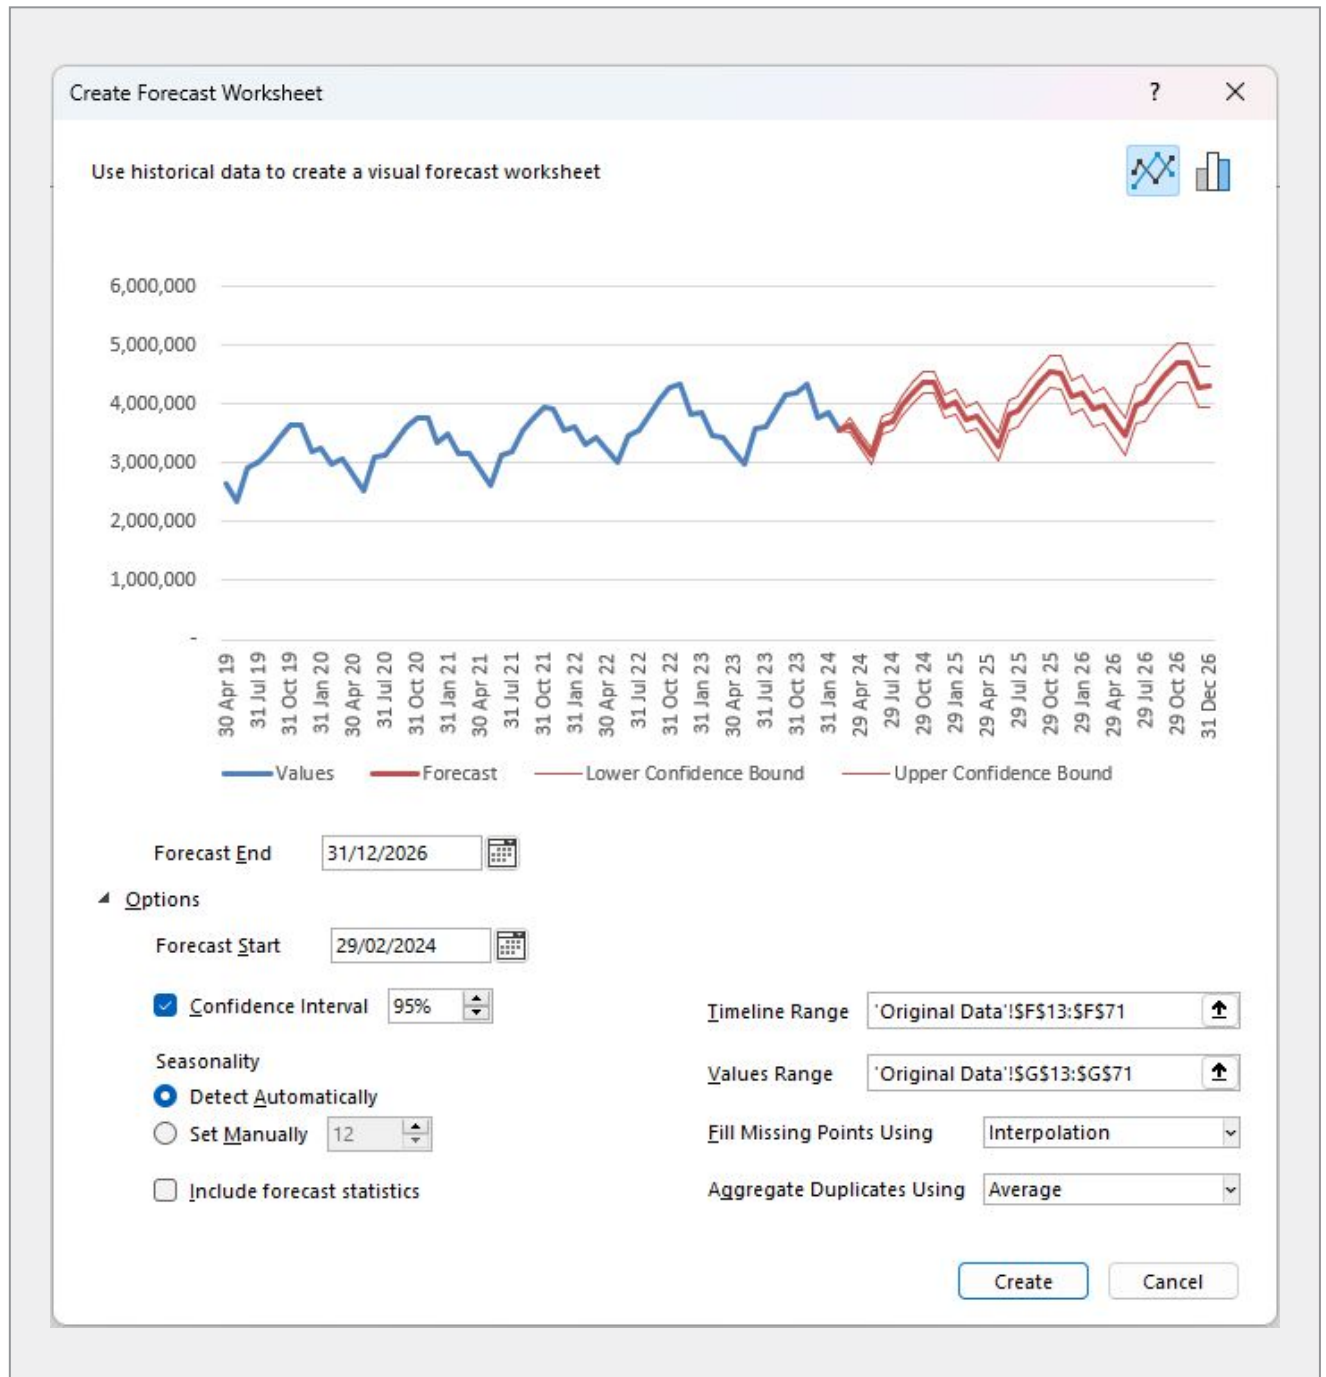 Create Forecast Worksheet ?
Use historical data to create a visual forecast worksheet
6,000,000
5,000,000
4,000,000
3,000,000
2,000,000
1,000,000
-
30 Apr 19
31 Jul 19
31 Oct 19
31 Jan 20
30 Apr 20
31 Jul 20
31 Oct 20
31 Jan 21
30 Apr 21
31 Jul 21
31 Oct 21
31 Jan 22
30 Apr 22
31 Jul 22
31 Oct 22
31 Jan 23
30 Apr 23
31 Jul 23
31 Oct 23
31 Jan 24
29 Apr 24
29 Jul 24
29 Oct 24
29 Jan 25
29 Apr 25
29 Jul 25
29 Oct 25
29 Jan 26
29 Apr 26
29 Jul 26
29 Oct 26
31 Dec 26
Values Forecast Lower Confidence Bound Upper Confidence Bound
Forecast End 31/12/2026
Options
Forecast Start 29/02/2024
Confidence Interval 95%
Timeline Range 'Original Data'!$F$13:$F$71
Seasonality
Values Range 'Original Data'!$G$13:$G$71
Detect Automatically
Set Manually 12
Fill Missing Points Using Interpolation
Include forecast statistics
Aggregate Duplicates Using Average
Create Cancel